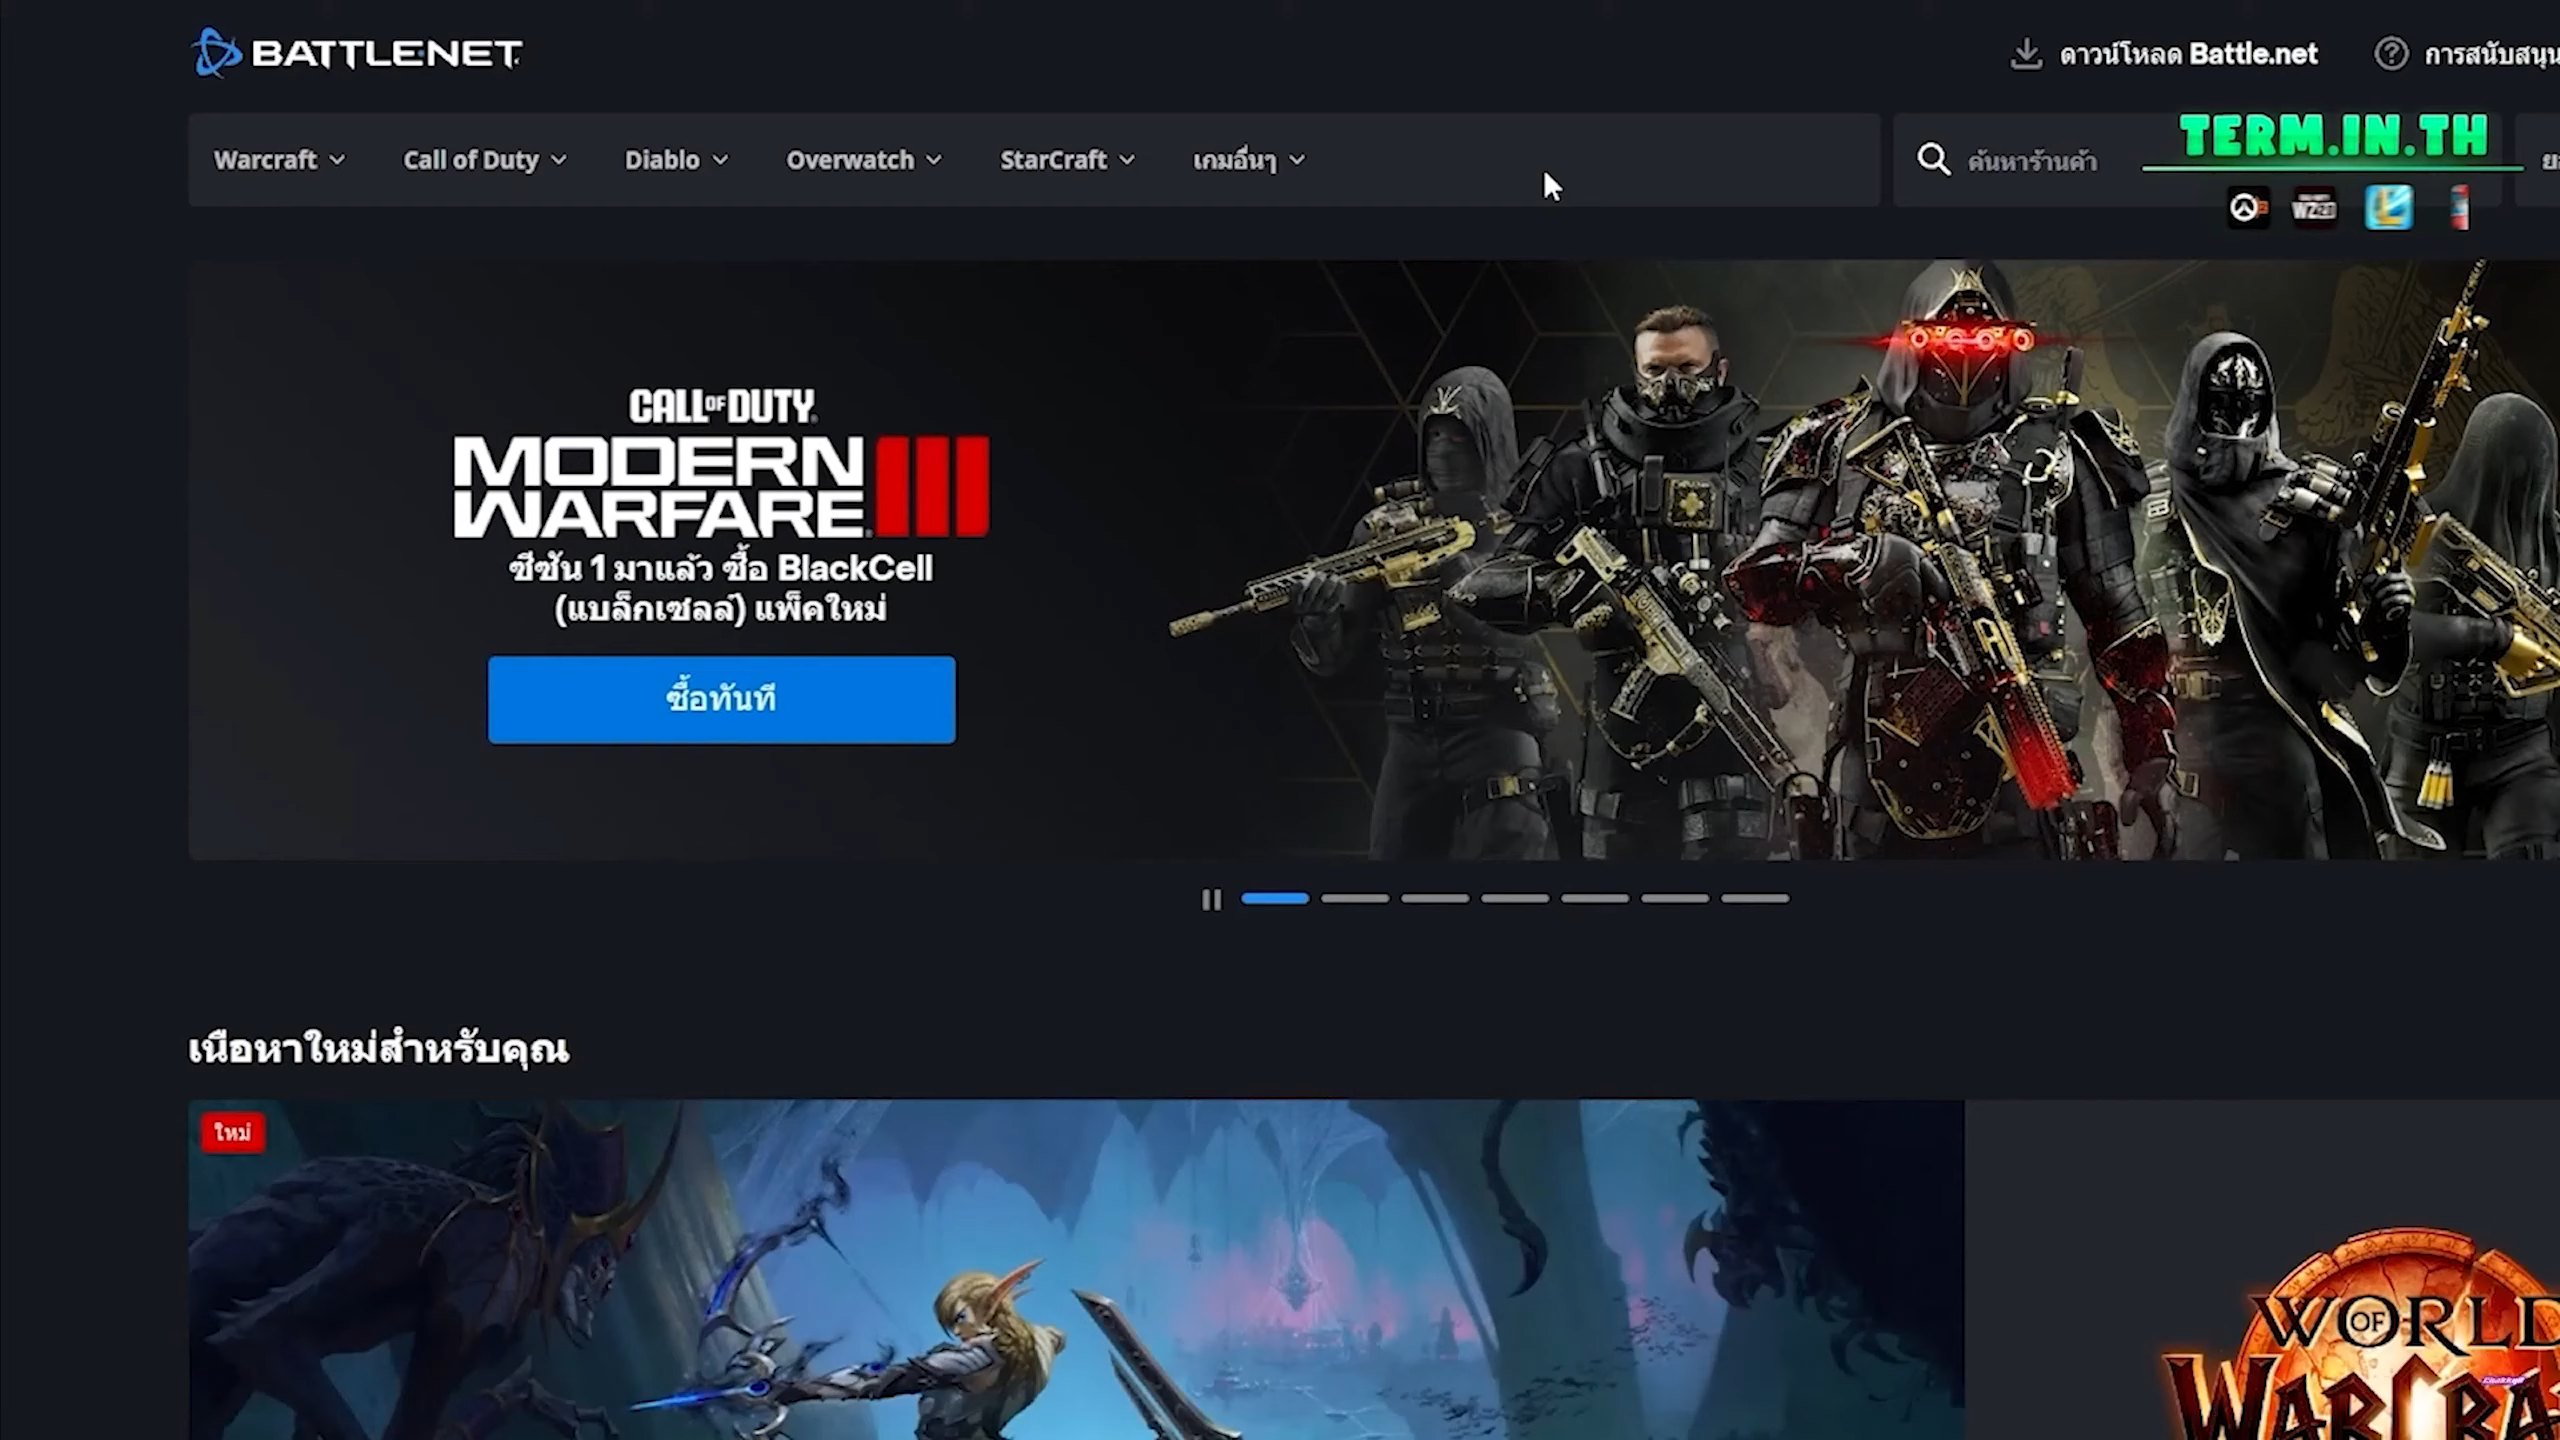 BATTLE.NET
ดาวน์โหลด Battle.net
การสนับสนุน
Warcraft
Call of Duty
Diablo
Overwatch
StarCraft
เกมอื่นๆ
ค้นหาร้านค้า
TERM.IN.TH
CALL OF DUTY
MODERN
WARFARE III
ซีซัน 1 มาแล้ว ซื้อ BlackCell
(แบล็กเซลล์) แพ็คใหม่
ซื้อทันที
เนื้อหาใหม่สำหรับคุณ
ใหม่
WORLD
OF